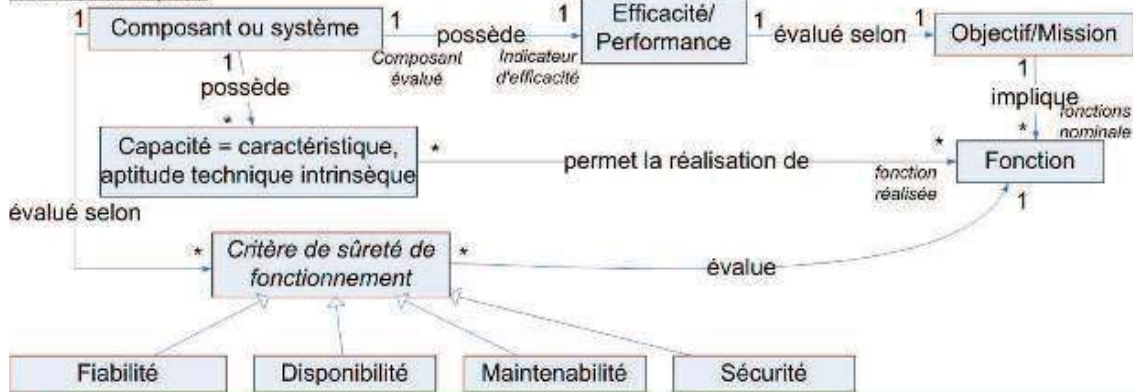 1 Composant ou système 1 possède 1 Efficacité/ 1 évalué selon 1 Objectif/Mission
Performance
Composant Indicateur
évalué d'efficacité
1 1
possède implique
fonctions
nominale
* *
Capacité = caractéristique, * permet la réalisation de * Fonction
aptitude technique intrinsèque fonction
réalisée
1
évalué selon
* Critère de sûreté de * évalue
fonctionnement
Fiabilité Disponibilité Maintenabilité Sécurité